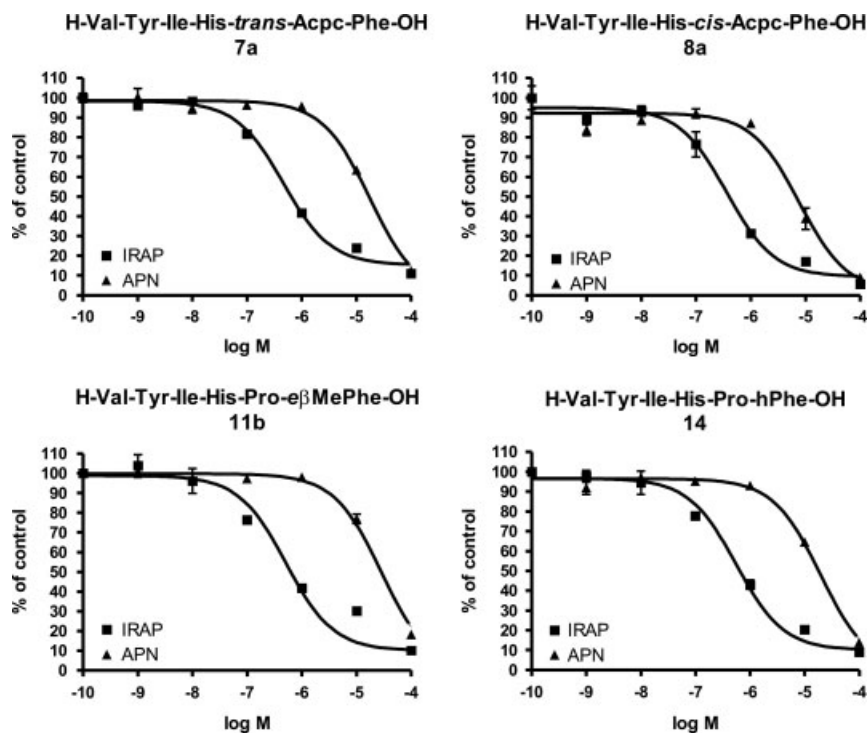 H-Val-Tyr-Ile-His-trans-Acpc-Phe-OH
7a
% of control
110
100
90
80
70
60
50
40
30
20
10
0
IRAP
APN
-10 -9 -8 -7 -6 -5 -4
log M
H-Val-Tyr-Ile-His-cis-Acpc-Phe-OH
8a
% of control
110
100
90
80
70
60
50
40
30
20
10
0
IRAP
APN
-10 -9 -8 -7 -6 -5 -4
log M
H-Val-Tyr-Ile-His-Pro-eβMePhe-OH
11b
% of control
110
100
90
80
70
60
50
40
30
20
10
0
IRAP
APN
-10 -9 -8 -7 -6 -5 -4
log M
H-Val-Tyr-Ile-His-Pro-hPhe-OH
14
% of control
110
100
90
80
70
60
50
40
30
20
10
0
IRAP
APN
-10 -9 -8 -7 -6 -5 -4
log M